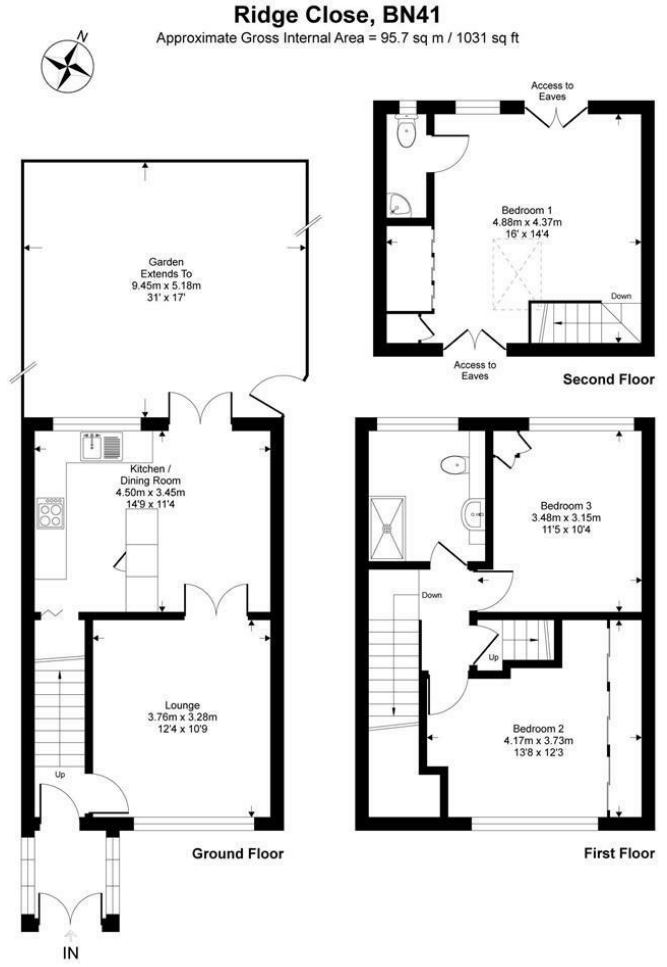 Ridge Close, BN41
Approximate Gross Internal Area = 95.7 sq m / 1031 sq ft
N
Access to
Eaves
Bedroom 1
4.88m x 4.37m
16' x 14'4
Down
Access to
Eaves
Second Floor
Garden
Extends To
9.45m x 5.18m
31' x 17'
Kitchen /
Dining Room
4.50m x 3.45m
14'9 x 11'4
Lounge
3.76m x 3.28m
12'4 x 10'9
Up
Ground Floor
IN
Bedroom 3
3.48m x 3.15m
11'5 x 10'4
Down
Up
Bedroom 2
4.17m x 3.73m
13'8 x 12'3
First Floor